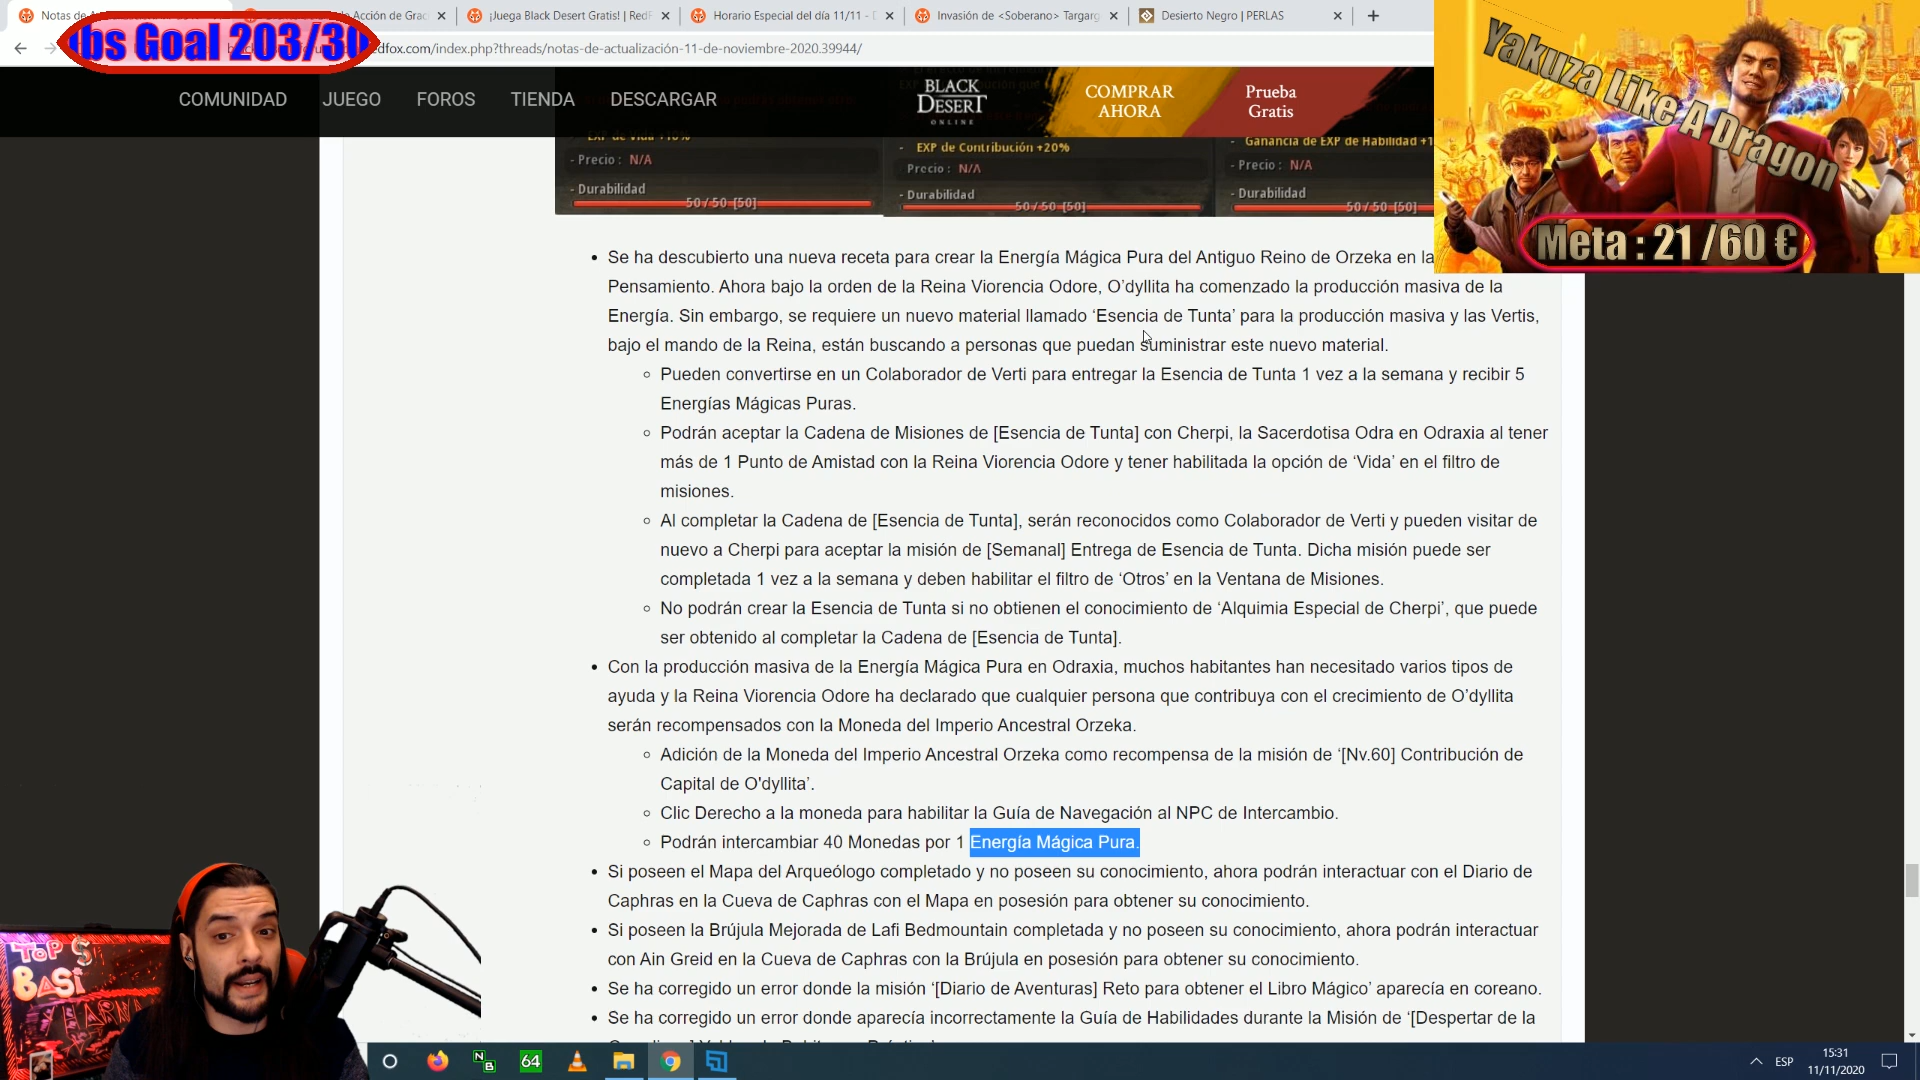 Notas de A
Acción de Grac
¡Juega Black Desert Gratis! | RedF
Horario Especial del día 11/11 - D
Invasión de <Soberano> Targarg
Desierto Negro | PERLAS
bs Goal 203/30
dfox.com/index.php?threads/notas-de-actualización-11-de-noviembre-2020.39944/
COMUNIDAD JUEGO FOROS TIENDA DESCARGAR
BLACK DESERT ONLINE
COMPRAR AHORA
Prueba Gratis
Yakuza Like A Dragon
Meta : 21 /60 €
EXP de Vida +10%
- Precio : N/A
- Durabilidad
50 / 50 [50]
- EXP de Contribución +20%
Precio : N/A
- Durabilidad
50 / 50 [50]
- Ganancia de EXP de Habilidad +1
- Precio : N/A
- Durabilidad
50 / 50 [50]
Se ha descubierto una nueva receta para crear la Energía Mágica Pura del Antiguo Reino de Orzeka en la
Pensamiento. Ahora bajo la orden de la Reina Viorencia Odore, O’dyllita ha comenzado la producción masiva de la
Energía. Sin embargo, se requiere un nuevo material llamado ‘Esencia de Tunta’ para la producción masiva y las Vertis,
bajo el mando de la Reina, están buscando a personas que puedan suministrar este nuevo material.
Pueden convertirse en un Colaborador de Verti para entregar la Esencia de Tunta 1 vez a la semana y recibir 5
Energías Mágicas Puras.
Podrán aceptar la Cadena de Misiones de [Esencia de Tunta] con Cherpi, la Sacerdotisa Odra en Odraxia al tener
más de 1 Punto de Amistad con la Reina Viorencia Odore y tener habilitada la opción de ‘Vida’ en el filtro de
misiones.
Al completar la Cadena de [Esencia de Tunta], serán reconocidos como Colaborador de Verti y pueden visitar de
nuevo a Cherpi para aceptar la misión de [Semanal] Entrega de Esencia de Tunta. Dicha misión puede ser
completada 1 vez a la semana y deben habilitar el filtro de ‘Otros’ en la Ventana de Misiones.
No podrán crear la Esencia de Tunta si no obtienen el conocimiento de ‘Alquimia Especial de Cherpi’, que puede
ser obtenido al completar la Cadena de [Esencia de Tunta].
Con la producción masiva de la Energía Mágica Pura en Odraxia, muchos habitantes han necesitado varios tipos de
ayuda y la Reina Viorencia Odore ha declarado que cualquier persona que contribuya con el crecimiento de O’dyllita
serán recompensados con la Moneda del Imperio Ancestral Orzeka.
Adición de la Moneda del Imperio Ancestral Orzeka como recompensa de la misión de ‘[Nv.60] Contribución de
Capital de O'dyllita’.
Clic Derecho a la moneda para habilitar la Guía de Navegación al NPC de Intercambio.
Podrán intercambiar 40 Monedas por 1 Energía Mágica Pura.
Si poseen el Mapa del Arqueólogo completado y no poseen su conocimiento, ahora podrán interactuar con el Diario de
Caphras en la Cueva de Caphras con el Mapa en posesión para obtener su conocimiento.
Si poseen la Brújula Mejorada de Lafi Bedmountain completada y no poseen su conocimiento, ahora podrán interactuar
con Ain Greid en la Cueva de Caphras con la Brújula en posesión para obtener su conocimiento.
Se ha corregido un error donde la misión ‘[Diario de Aventuras] Reto para obtener el Libro Mágico’ aparecía en coreano.
Se ha corregido un error donde aparecía incorrectamente la Guía de Habilidades durante la Misión de ‘[Despertar de la
TOP 5
BASI
N B
64
ESP
15:31
11/11/2020